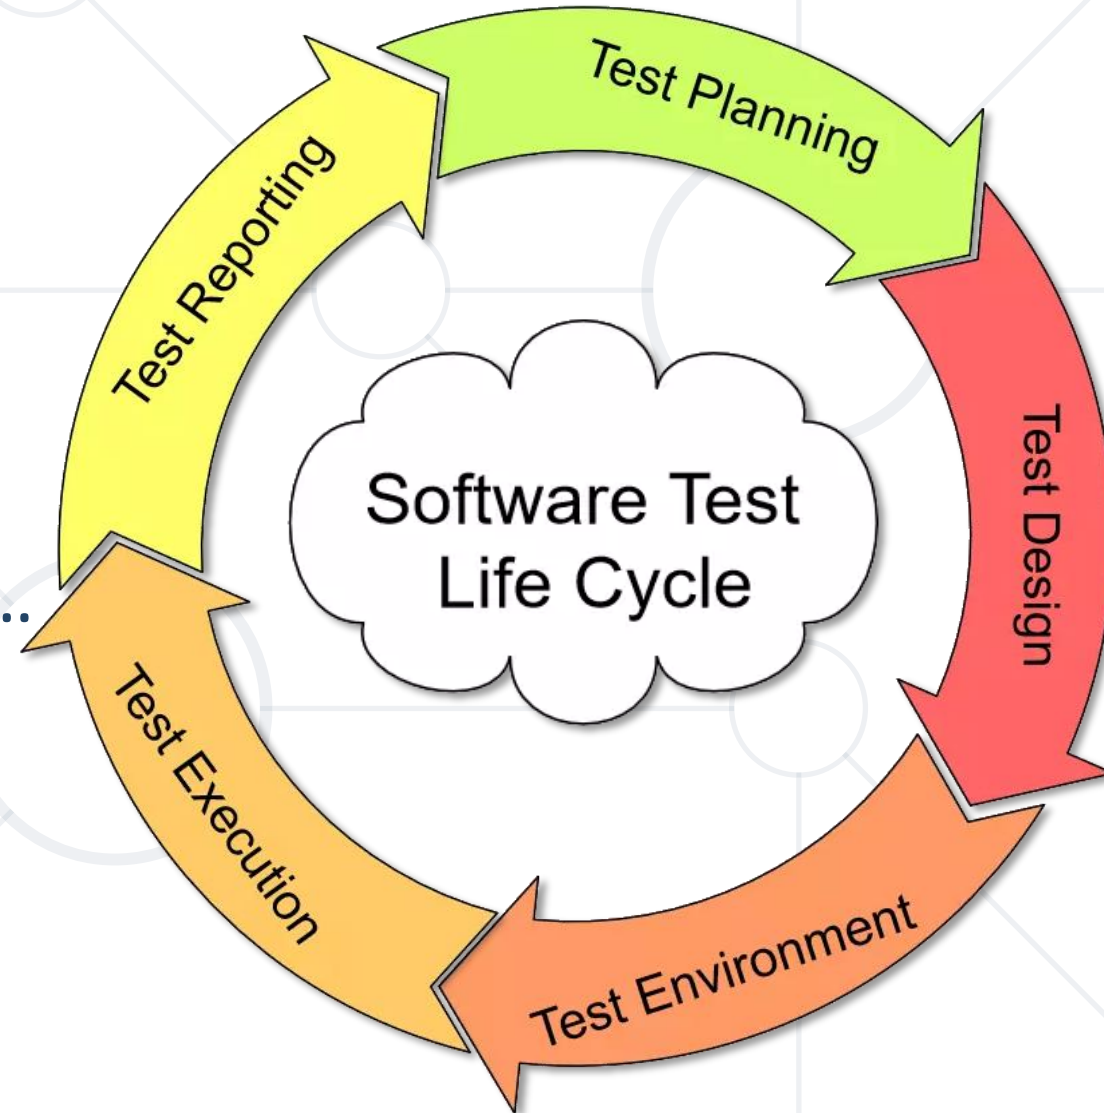 Test Planning
Test Design
Test Environment
Test Execution
Test Reporting
Software Test
Life Cycle
..